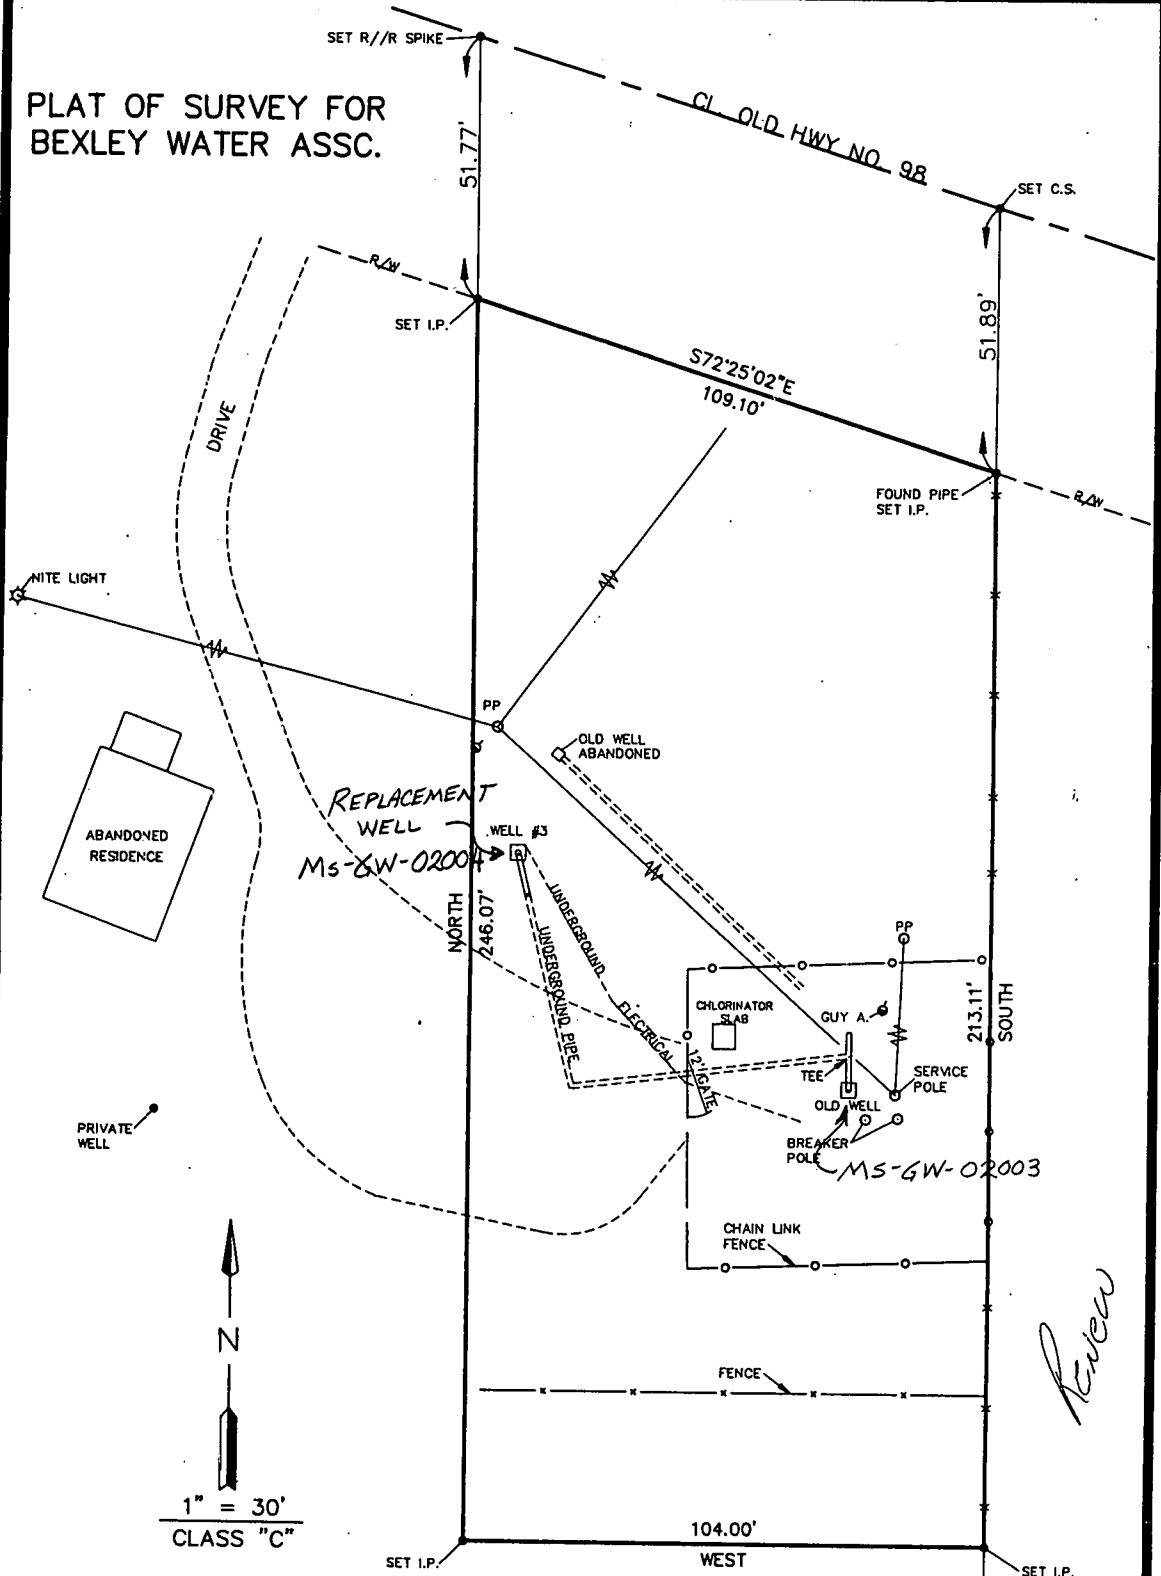 SET R//R SPIKE
PLAT OF SURVEY FOR
BEXLEY WATER ASSC.
51.77'
CL OLD HWY NO. 98
SET C.S.
R/W
SET I.P.
51.89'
S72°25'02"E
109.10'
DRIVE
FOUND PIPE
SET I.P.
R/W
NITE LIGHT
PP
OLD WELL
ABANDONED
REPLACEMENT
WELL
WELL #3
MS-GW-02004
ABANDONED
RESIDENCE
NORTH
246.07'
UNDERGROUND
UNDERGROUND PIPE
ELECTRICAL
PP
CHLORINATOR
SLAB
GUY A.
213.11'
SOUTH
12' GATE
TEE
SERVICE
POLE
OLD WELL
BREAKER
POLE
MS-GW-02003
PRIVATE
WELL
CHAIN LINK
FENCE
N
FENCE
Renew
1" = 30'
CLASS "C"
104.00'
WEST
SET I.P.
SET I.P.